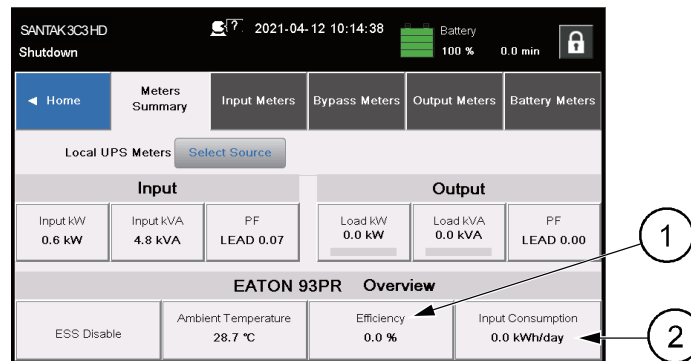 SANTAK 3C3 HD
Shutdown
?
2021-04-12 10:14:38
Battery
100 % 0.0 min
◄ Home
Meters
Summary
Input Meters
Bypass Meters
Output Meters
Battery Meters
Local UPS Meters
Select Source
Input
Output
Input kW
0.6 kW
Input kVA
4.8 kVA
PF
LEAD 0.07
Load kW
0.0 kW
Load kVA
0.0 kVA
PF
LEAD 0.00
1
EATON 93PR Overview
ESS Disable
Ambient Temperature
28.7 ℃
Efficiency
0.0 %
Input Consumption
0.0 kWh/day
2